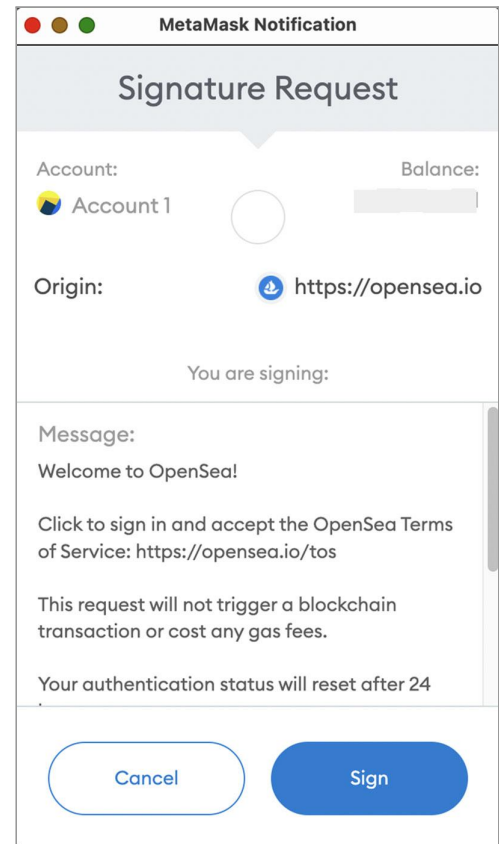 MetaMask Notification
Signature Request
Account:
Balance:
Account 1
Origin:
https://opensea.io
You are signing:
Message:
Welcome to OpenSea!
Click to sign in and accept the OpenSea Terms
of Service: https://opensea.io/tos
This request will not trigger a blockchain
transaction or cost any gas fees.
Your authentication status will reset after 24
Cancel
Sign